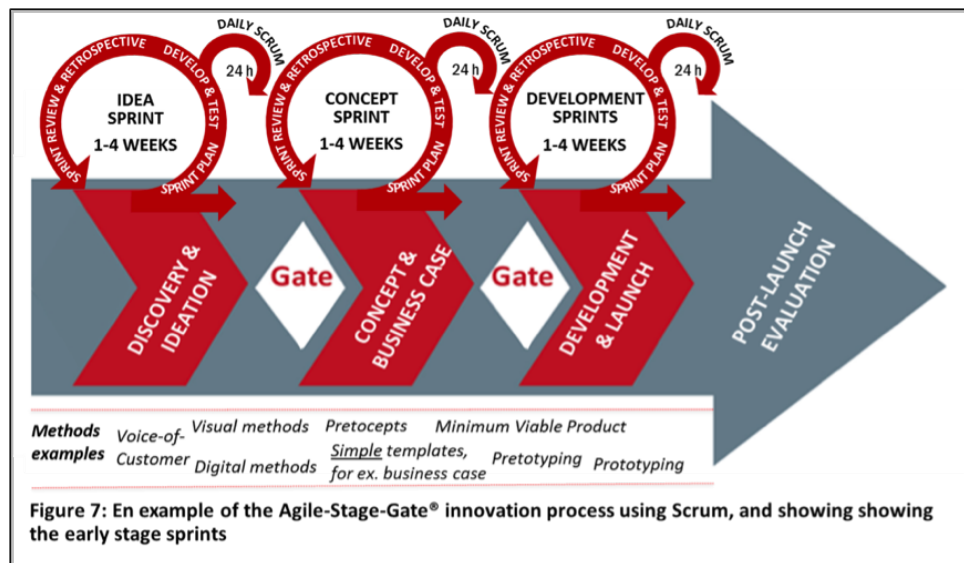 SPRINT REVIEW & RETROSPECTIVE
DEVELOP & TEST
SPRINT PLAN
DAILY SCRUM
24 h
IDEA
SPRINT
1-4 WEEKS
SPRINT REVIEW & RETROSPECTIVE
DEVELOP & TEST
SPRINT PLAN
DAILY SCRUM
24 h
CONCEPT
SPRINT
1-4 WEEKS
SPRINT REVIEW & RETROSPECTIVE
DEVELOP & TEST
SPRINT PLAN
DAILY SCRUM
24 h
DEVELOPMENT
SPRINTS
1-4 WEEKS
DISCOVERY &
IDEATION
Gate
CONCEPT &
BUSINESS CASE
Gate
DEVELOPMENT
& LAUNCH
POST-LAUNCH
EVALUATION
Methods
examples
Voice-of-
Customer
Visual methods
Digital methods
Pretocepts
Simple templates,
for ex. business case
Minimum Viable Product
Pretotyping
Prototyping
Figure 7: En example of the Agile-Stage-Gate® innovation process using Scrum, and showing showing
the early stage sprints